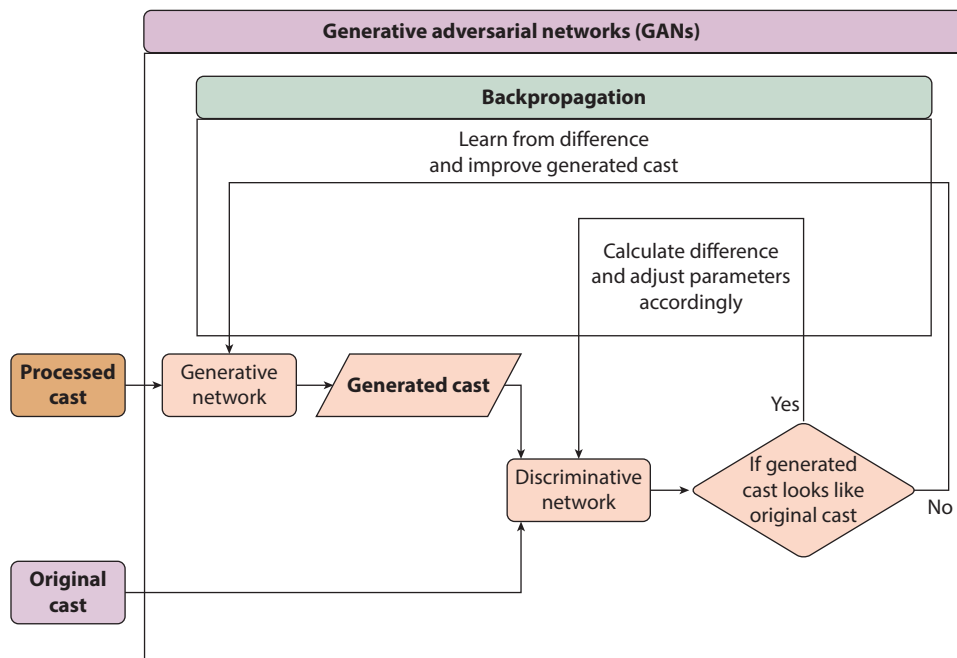 Generative adversarial networks (GANs)
Backpropagation
Learn from difference
and improve generated cast
Calculate difference
and adjust parameters
accordingly
Processed
cast
Generative
network
Generated cast
Yes
Discriminative
network
If generated
cast looks like
original cast
No
Original
cast